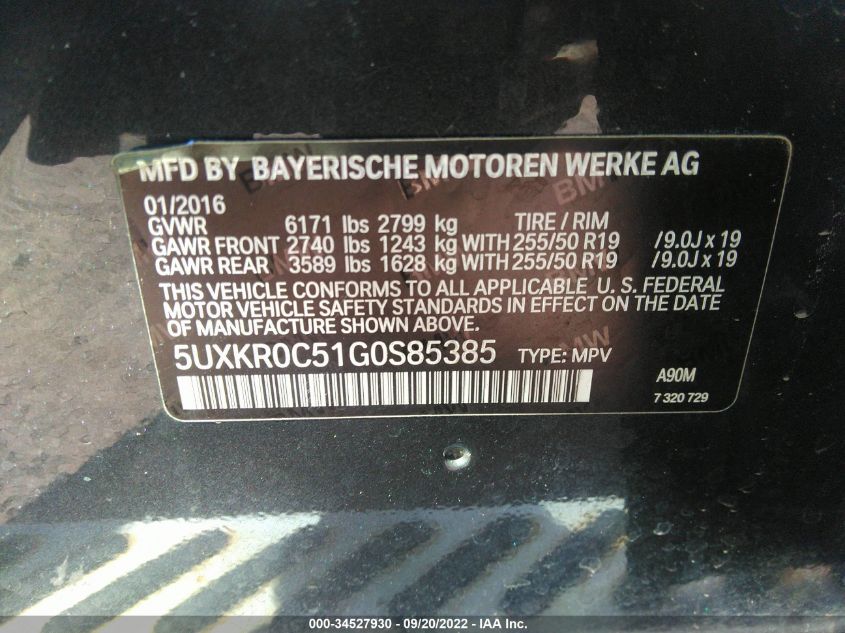 MFD BY BAYERISCHE MOTOREN WERKE AG
01/2016
GVWR 6171 lbs 2799 kg TIRE / RIM
GAWR FRONT 2740 lbs 1243 kg WITH 255/50 R19 /9.0J x 19
GAWR REAR 3589 lbs 1628 kg WITH 255/50 R19 /9.0J x 19
THIS VEHICLE CONFORMS TO ALL APPLICABLE U. S. FEDERAL
MOTOR VEHICLE SAFETY STANDARDS IN EFFECT ON THE DATE
OF MANUFACTURE SHOWN ABOVE.
5UXKR0C51G0S85385 TYPE: MPV
A90M
7 320 729
000-34527930 - 09/20/2022 - IAA Inc.